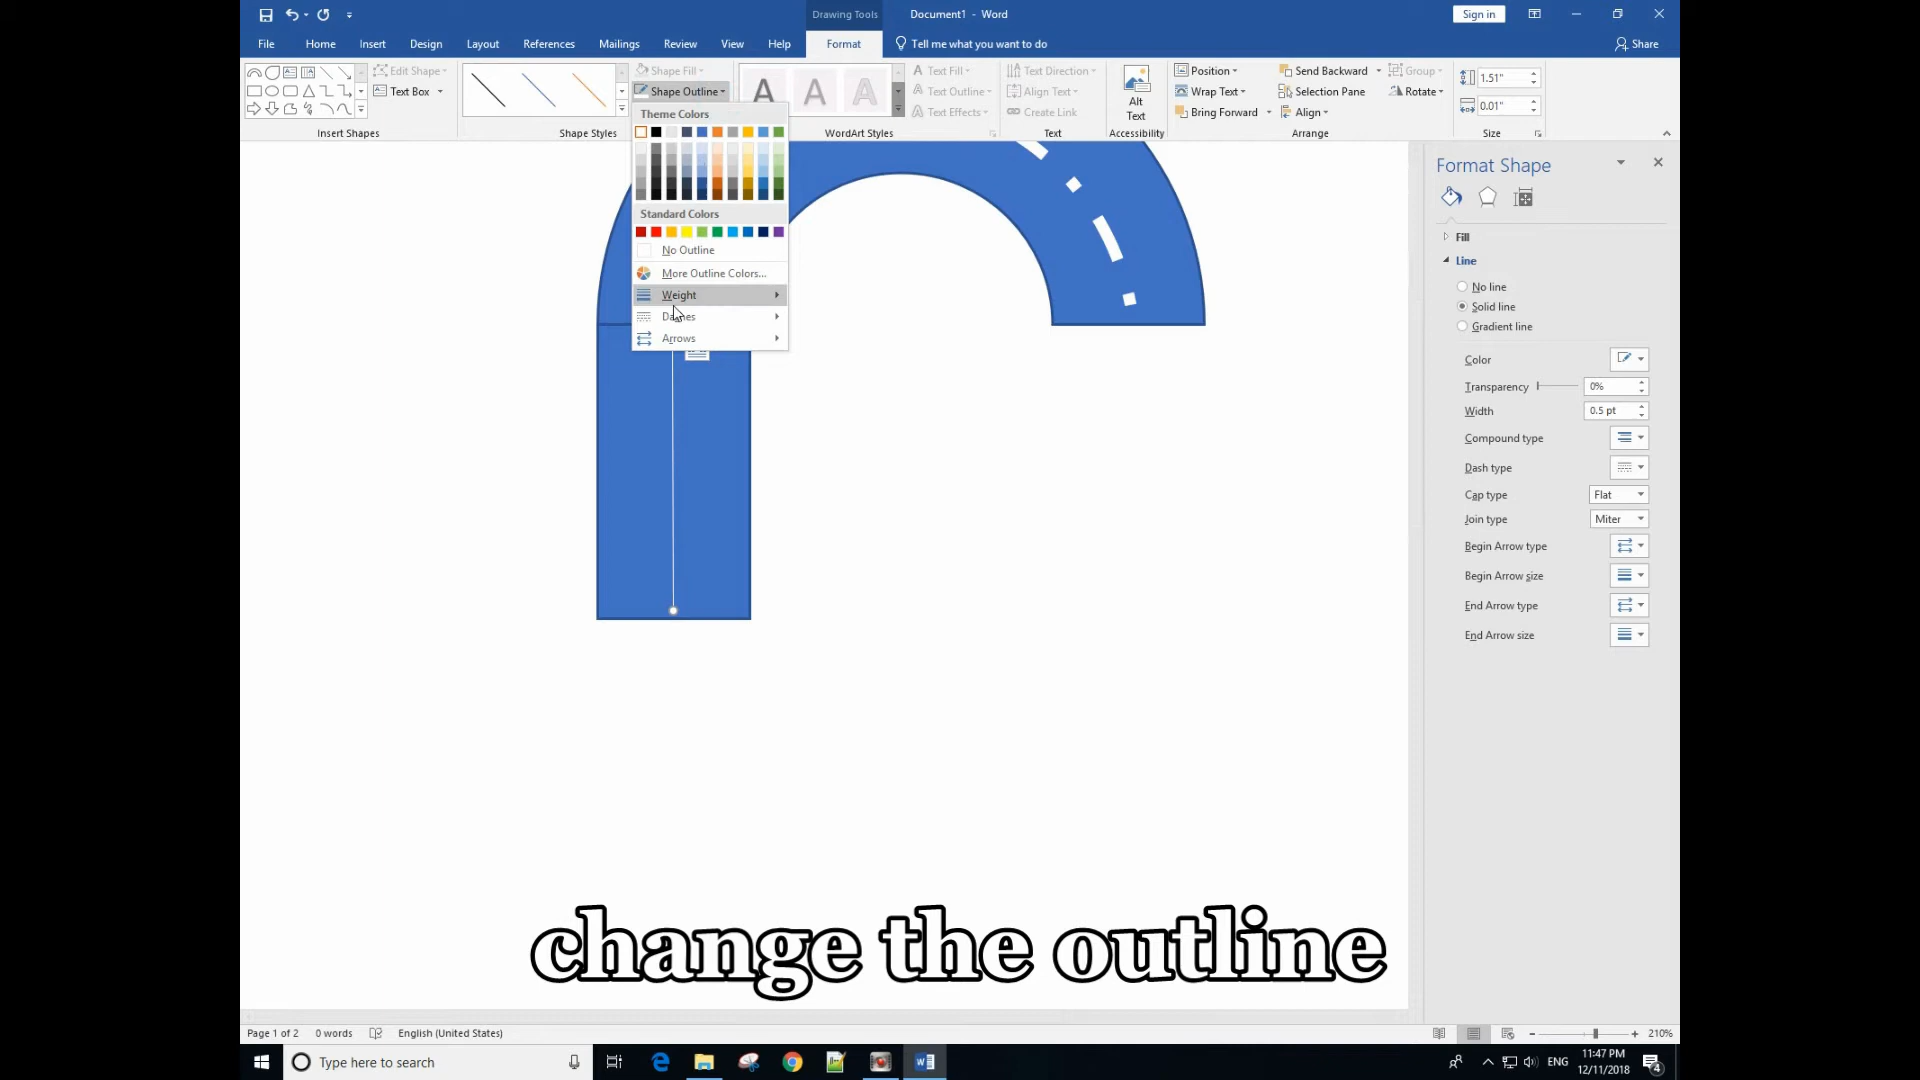 Drawing Tools
Document1 - Word
Sign in
File Home Insert Design Layout References Mailings Review View Help Format Tell me what you want to do
Share
Edit Shape
Text Box
Insert Shapes
Shape Fill
Shape Outline
Shape Styles
A A A
WordArt Styles
Text Fill
Text Outline
Text Effects
Text Direction
Align Text
Create Link
Text
Alt
Text
Accessibility
Position
Wrap Text
Bring Forward
Send Backward
Selection Pane
Align
Group
Rotate
Arrange
1.51"
0.01"
Size
Theme Colors
Standard Colors
No Outline
More Outline Colors...
Weight
Arrows
Format Shape
Fill
Line
No line
Solid line
Gradient line
Color
Transparency 0%
Width 0.5 pt
Compound type
Dash type
Cap type Flat
Join type Miter
Begin Arrow type
Begin Arrow size
End Arrow type
End Arrow size
change the outline
Page 1 of 2 0 words English (United States)
210%
Type here to search
ENG
11:47 PM
12/11/2018
4